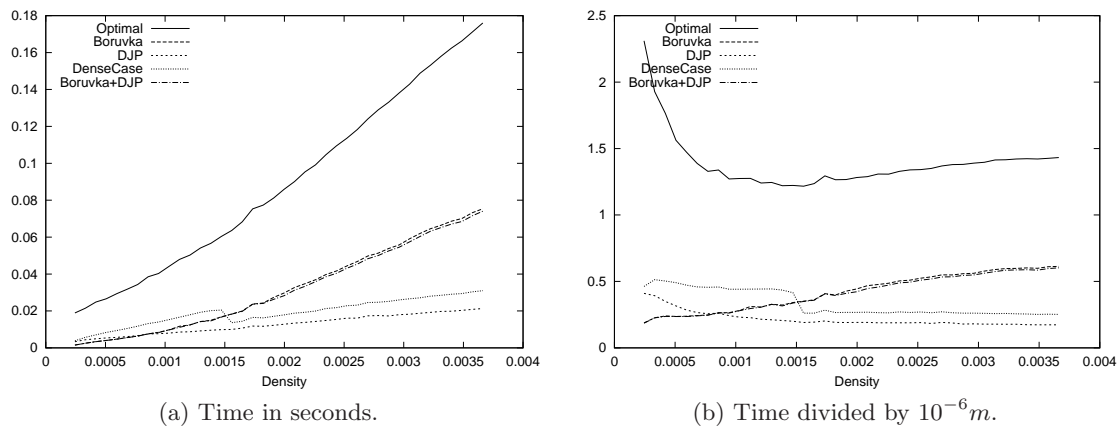 0.18
0.16
0.14
0.12
0.1
0.08
0.06
0.04
0.02
0
Optimal
Boruvka
DJP
DenseCase
Boruvka+DJP
0 0.0005 0.001 0.0015 0.002 0.0025 0.003 0.0035 0.004
Density
(a) Time in seconds.
2.5
2
1.5
1
0.5
0
Optimal
Boruvka
DJP
DenseCase
Boruvka+DJP
0 0.0005 0.001 0.0015 0.002 0.0025 0.003 0.0035 0.004
Density
(b) Time divided by 10⁻⁶m.